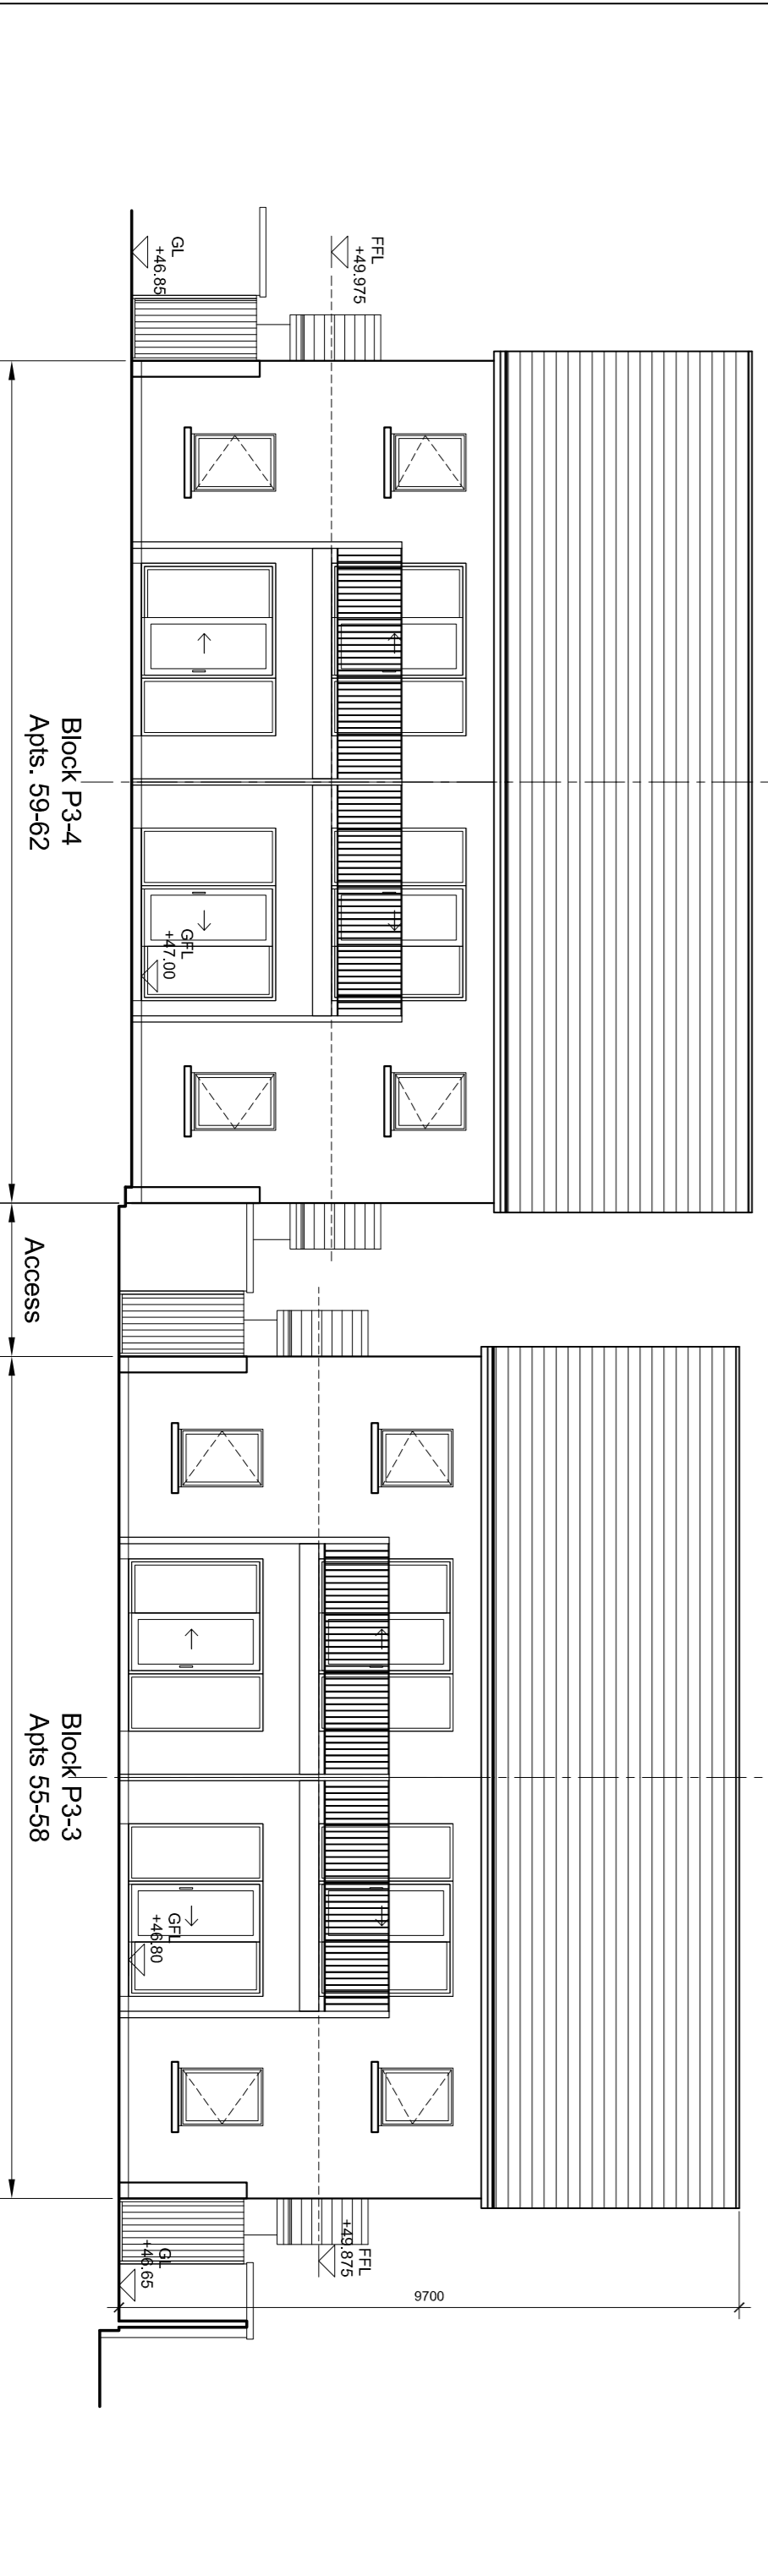 FFL
+49.975
GL
+46.85
GFL
+47.00
Block P3-4
Apts. 59-62
Access
GFL
+46.80
Block P3-3
Apts 55-58
FFL
+49.875
GL
+46.65
9700